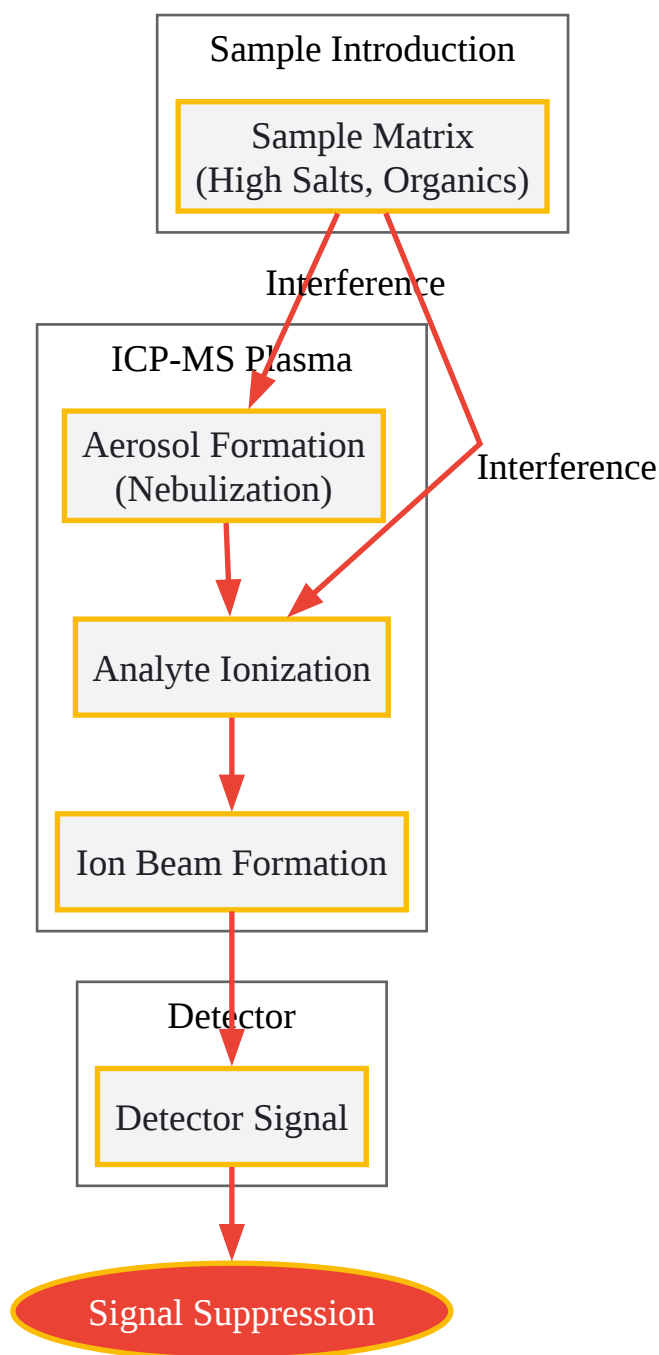 Sample Introduction
Sample Matrix
(High Salts, Organics)
Interference
ICP-MS Plasma
Aerosol Formation
(Nebulization)
Interference
Analyte Ionization
Ion Beam Formation
Detector
Detector Signal
Signal Suppression